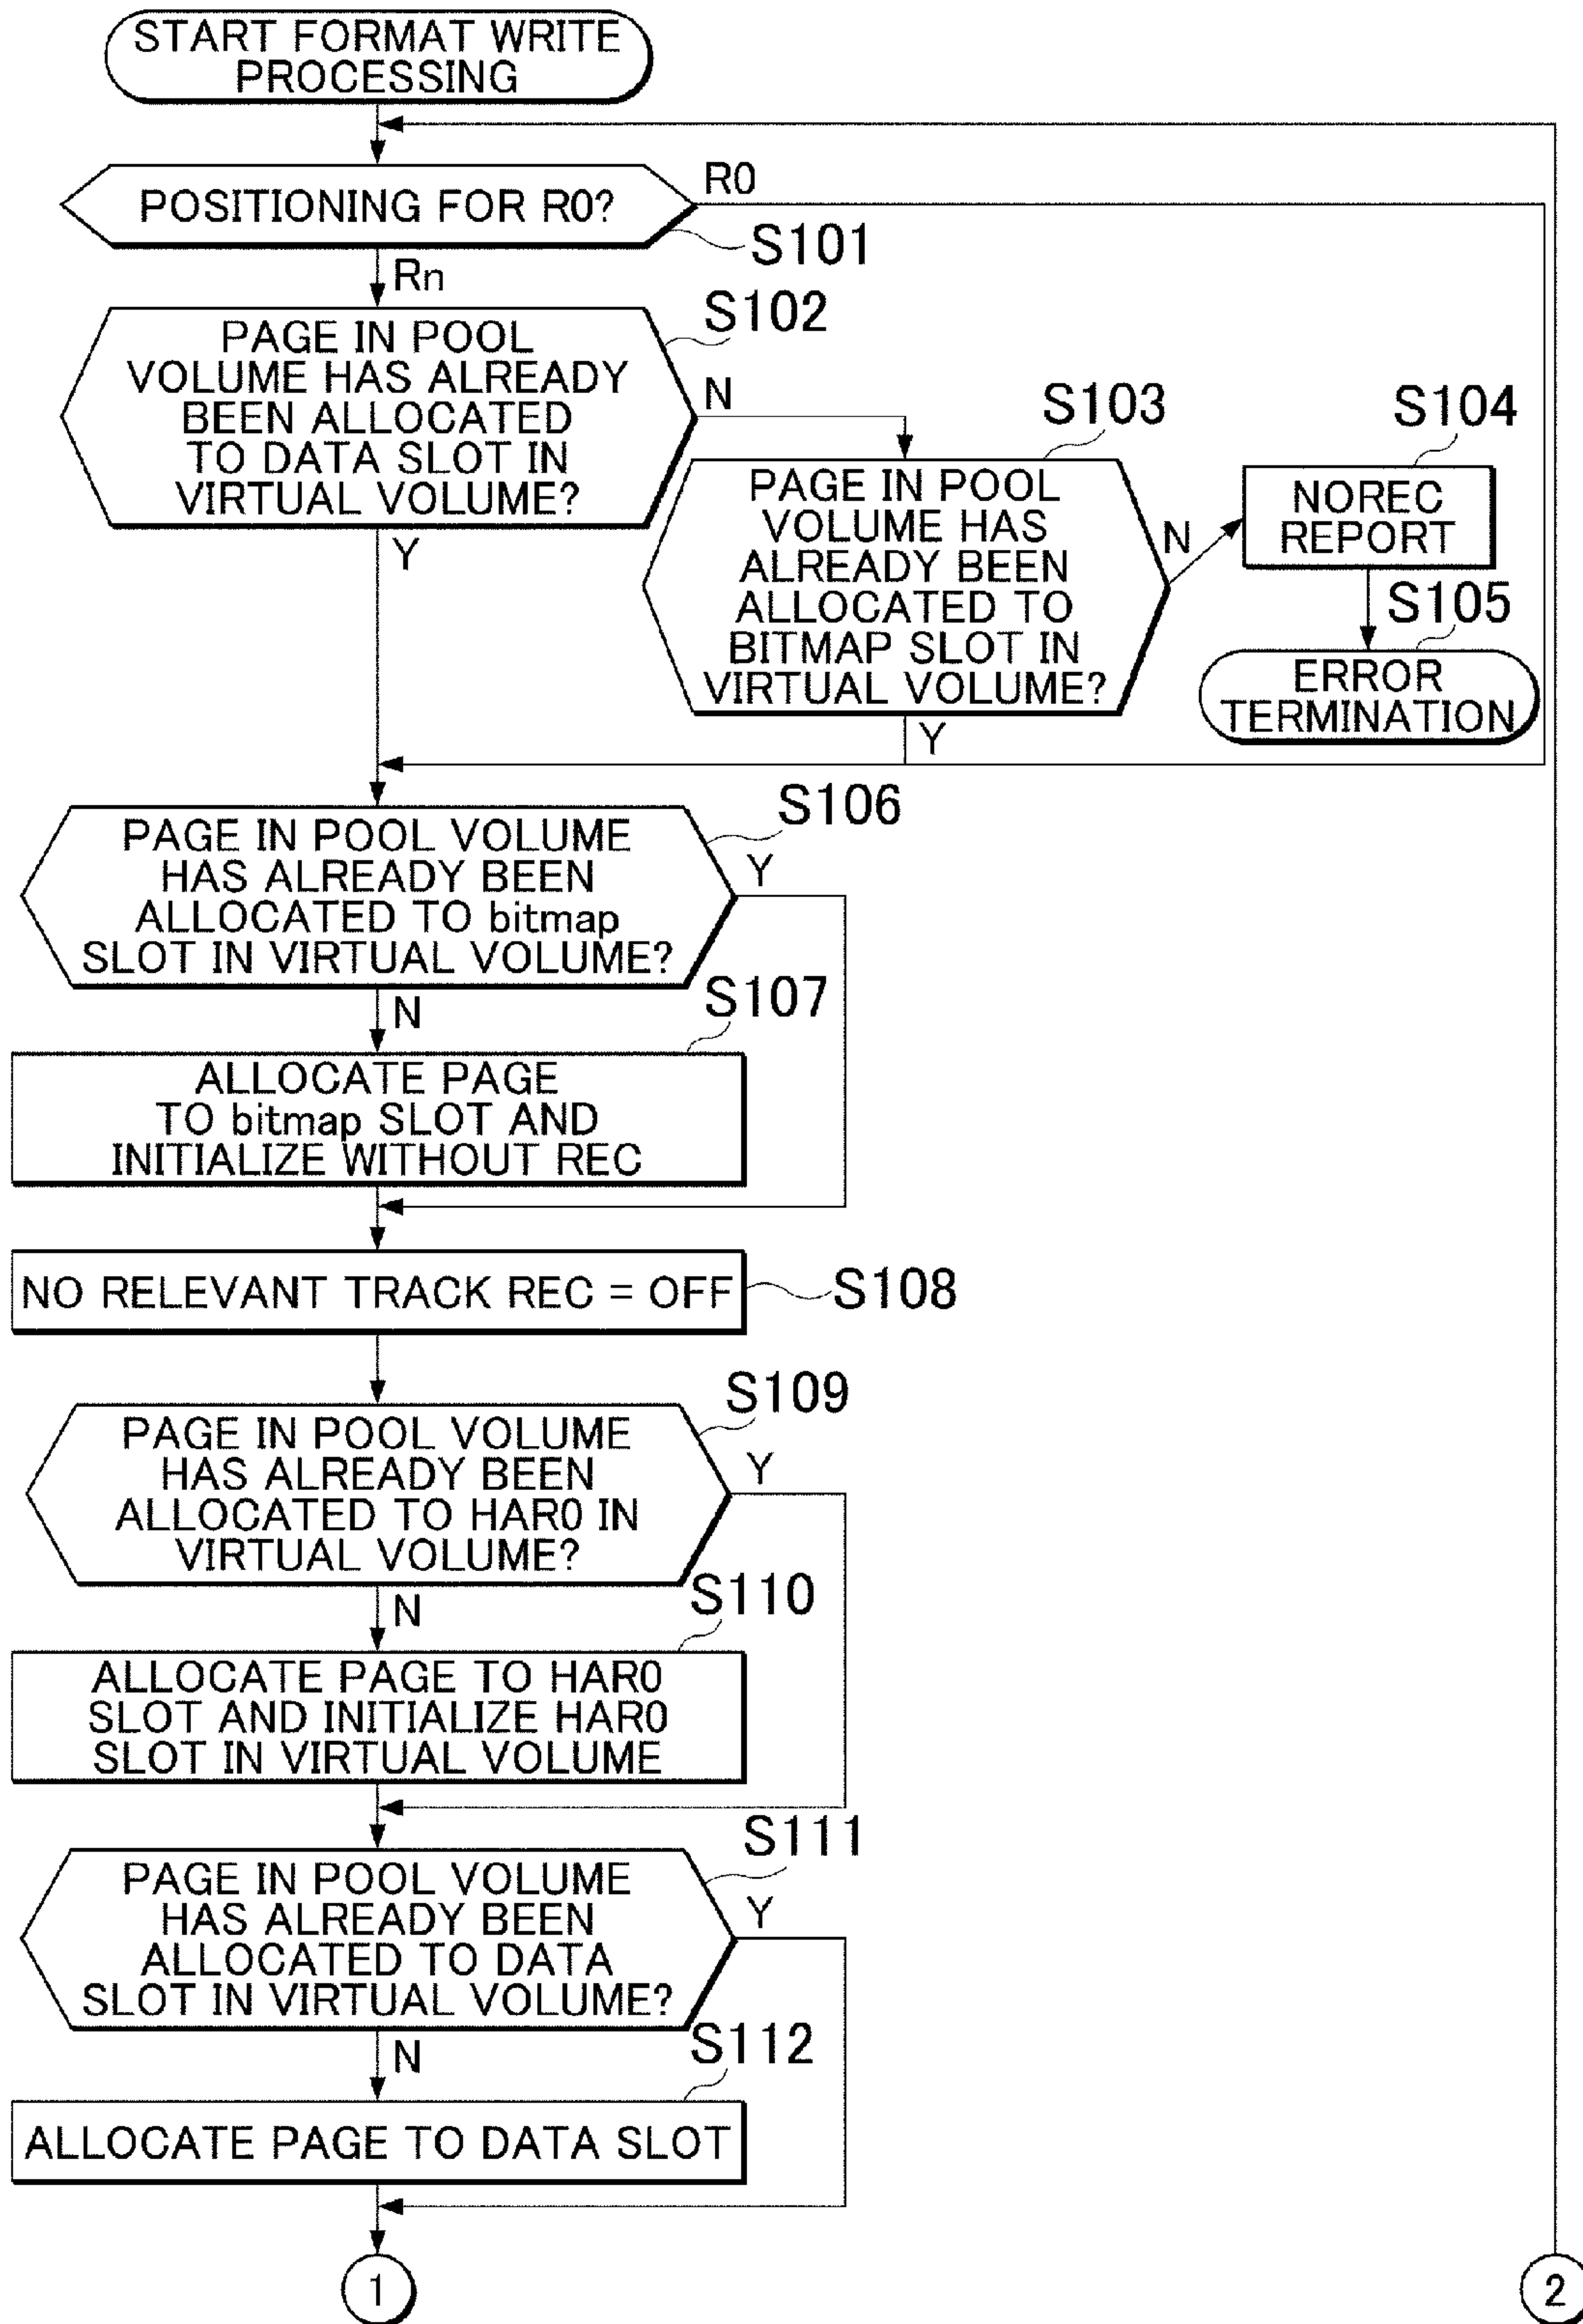 START FORMAT WRITE
PROCESSING
POSITIONING FOR R0?
R0
S101
Rn
PAGE IN POOL
VOLUME HAS ALREADY
BEEN ALLOCATED
TO DATA SLOT IN
VIRTUAL VOLUME?
S102
N
Y
S103
PAGE IN POOL
VOLUME HAS
ALREADY BEEN
ALLOCATED TO
BITMAP SLOT IN
VIRTUAL VOLUME?
N
Y
S104
NOREC
REPORT
S105
ERROR
TERMINATION
S106
PAGE IN POOL VOLUME
HAS ALREADY BEEN
ALLOCATED TO bitmap
SLOT IN VIRTUAL VOLUME?
Y
N
S107
ALLOCATE PAGE
TO bitmap SLOT AND
INITIALIZE WITHOUT REC
NO RELEVANT TRACK REC = OFF
S108
S109
PAGE IN POOL VOLUME
HAS ALREADY BEEN
ALLOCATED TO HAR0 IN
VIRTUAL VOLUME?
Y
N
S110
ALLOCATE PAGE TO HAR0
SLOT AND INITIALIZE HAR0
SLOT IN VIRTUAL VOLUME
S111
PAGE IN POOL VOLUME
HAS ALREADY BEEN
ALLOCATED TO DATA
SLOT IN VIRTUAL VOLUME?
Y
N
S112
ALLOCATE PAGE TO DATA SLOT
1
2